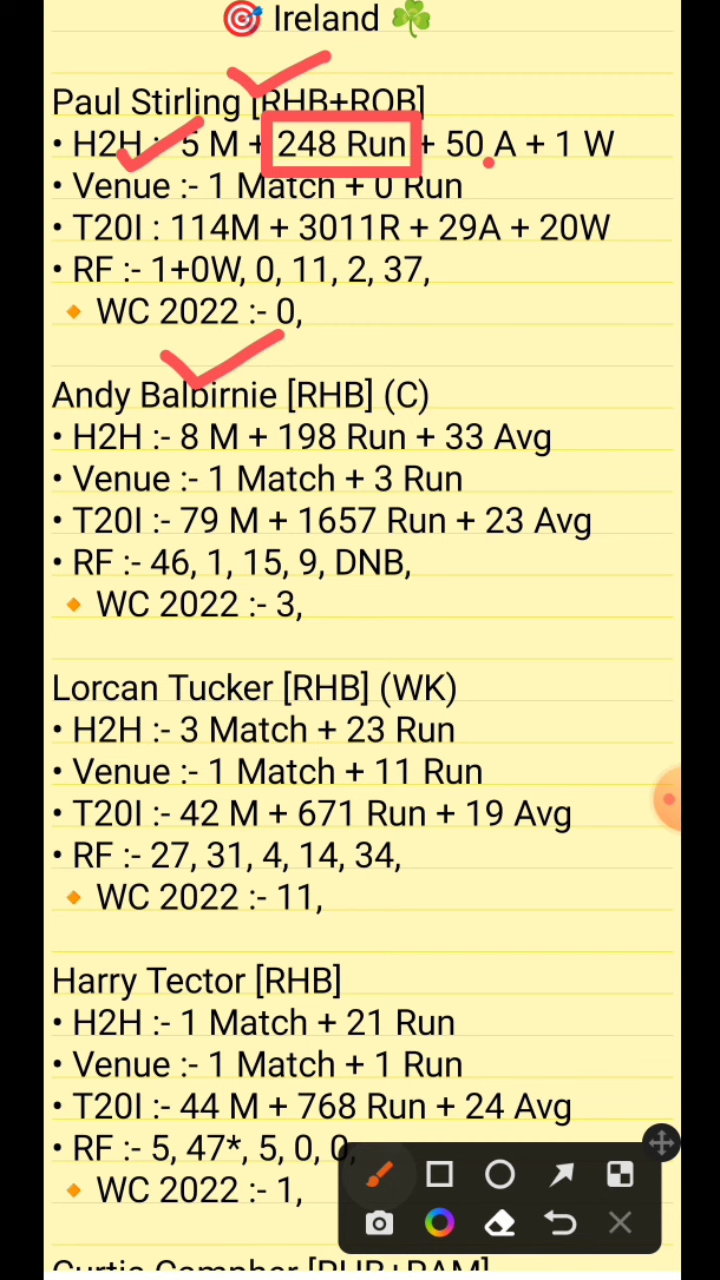 🎯 Ireland ☘️
Paul Stirling [RHB+ROB]
• H2H :- 5 M + 248 Run + 50 A + 1 W
• Venue :- 1 Match + 0 Run
• T20I : 114M + 3011R + 29A + 20W
• RF :- 1+0W, 0, 11, 2, 37,
🔸 WC 2022 :- 0,
Andy Balbirnie [RHB] (C)
• H2H :- 8 M + 198 Run + 33 Avg
• Venue :- 1 Match + 3 Run
• T20I :- 79 M + 1657 Run + 23 Avg
• RF :- 46, 1, 15, 9, DNB,
🔸 WC 2022 :- 3,
Lorcan Tucker [RHB] (WK)
• H2H :- 3 Match + 23 Run
• Venue :- 1 Match + 11 Run
• T20I :- 42 M + 671 Run + 19 Avg
• RF :- 27, 31, 4, 14, 34,
🔸 WC 2022 :- 11,
Harry Tector [RHB]
• H2H :- 1 Match + 21 Run
• Venue :- 1 Match + 1 Run
• T20I :- 44 M + 768 Run + 24 Avg
• RF :- 5, 47*, 5, 0, 0,
🔸 WC 2022 :- 1,
Curtis Campher [RHB+RAM]